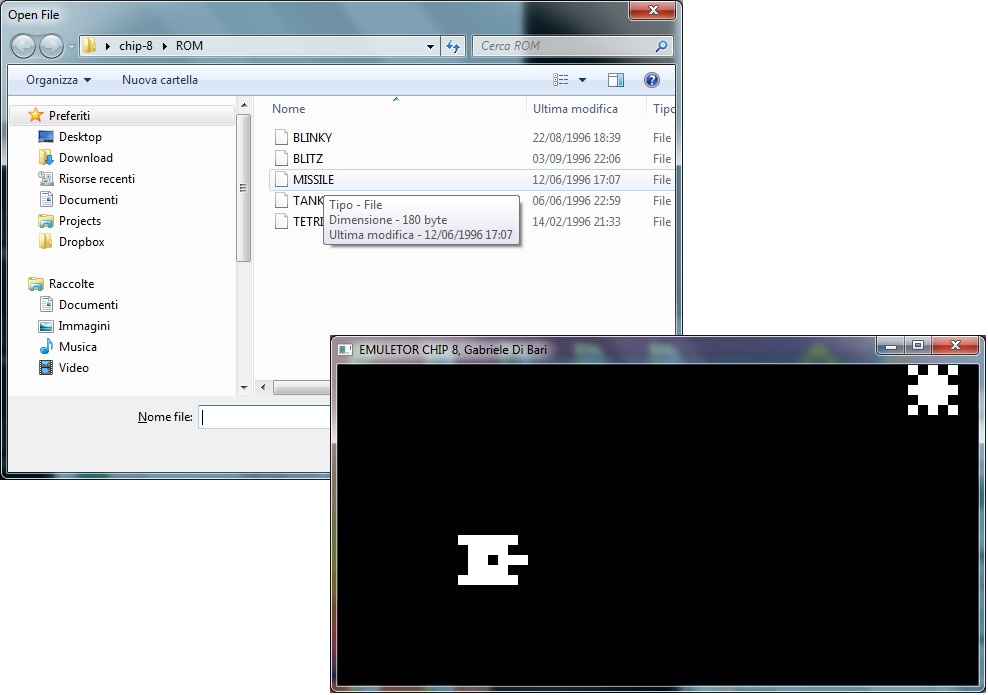 Open File
chip-8 ROM Cerca ROM
Organizza Nuova cartella
Preferiti
Desktop
Download
Risorse recenti
Documenti
Projects
Dropbox
Raccolte
Documenti
Immagini
Musica
Video
Nome Ultima modifica Tipo
BLINKY 22/08/1996 18:39 File
BLITZ 03/09/1996 22:06 File
MISSILE 12/06/1996 17:07 File
TANK 06/06/1996 22:59 File
TETRI 14/02/1996 21:33 File
Tipo - File
Dimensione - 180 byte
Ultima modifica - 12/06/1996 17:07
Nome file:
EMULETOR CHIP 8, Gabriele Di Bari